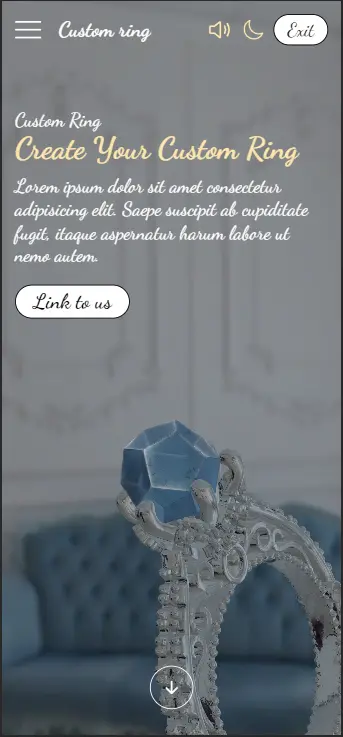 Custom ring
Exit
Custom Ring
Create Your Custom Ring
Lorem ipsum dolor sit amet consectetur
adipisicing elit. Saepe suscipit ab cupiditate
fugit, itaque aspernatur harum labore ut
nemo autem.
Link to us